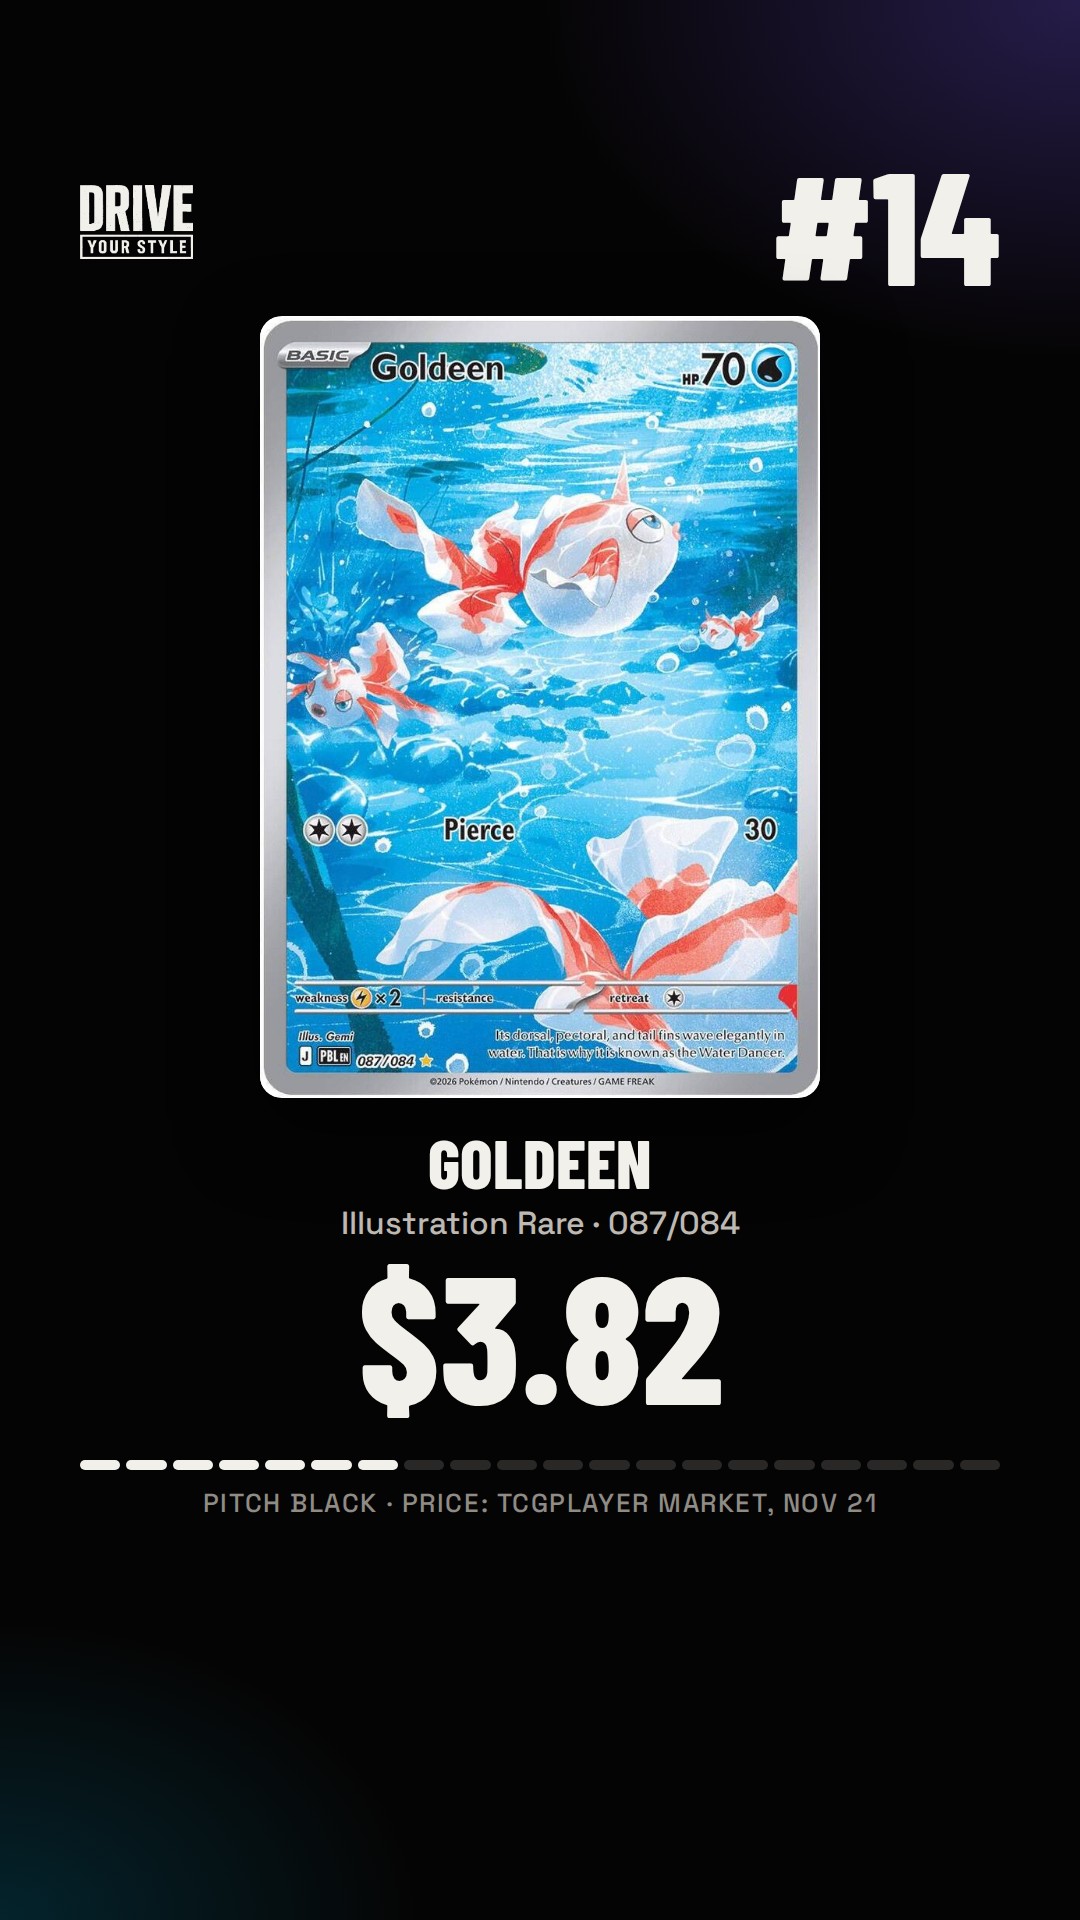 DRIVE
YOUR STYLE
#14
BASIC Goldeen HP 70
Pierce 30
weakness ×2 resistance retreat
Illus. Gemi
Its dorsal, pectoral, and tail fins wave elegantly in
water. That is why it is known as the Water Dancer.
J PBL EN 087/084
©2026 Pokémon / Nintendo / Creatures / GAME FREAK
GOLDEEN
Illustration Rare · 087/084
$3.82
PITCH BLACK · PRICE: TCGPLAYER MARKET, NOV 21